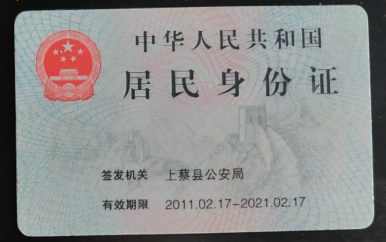 中华人民共和国
居民身份证
签发机关 上蔡县公安局
有效期限 2011.02.17-2021.02.17